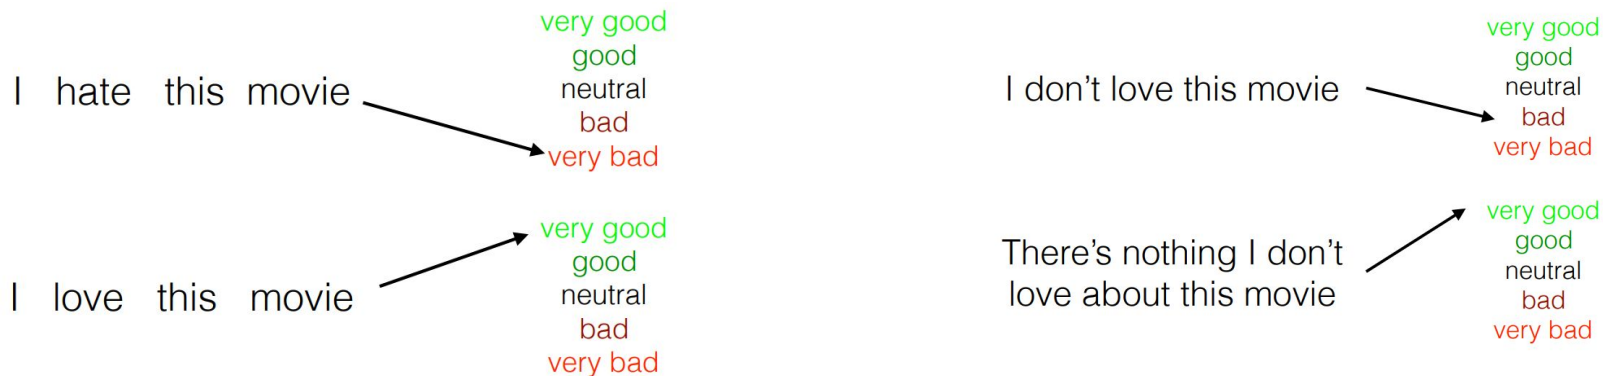 I hate this movie
very good
good
neutral
bad
very bad
I love this movie
very good
good
neutral
bad
very bad
I don't love this movie
very good
good
neutral
bad
very bad
There's nothing I don't
love about this movie
very good
good
neutral
bad
very bad